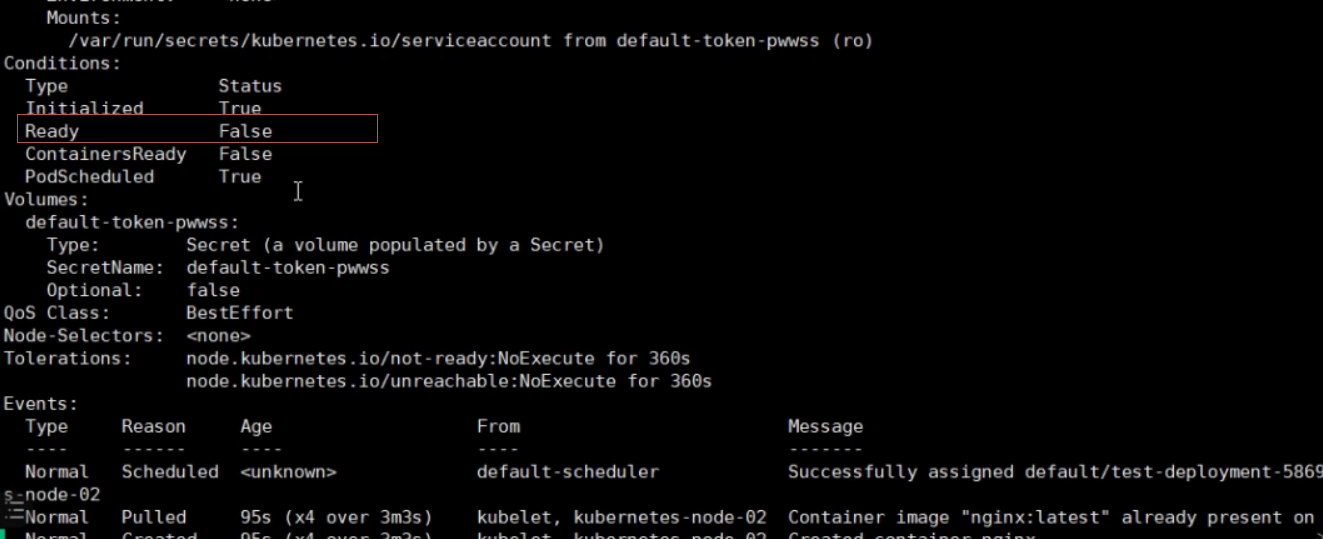 Mounts:
/var/run/secrets/kubernetes.io/serviceaccount from default-token-pwwss (ro)
Conditions:
Type Status
Initialized True
Ready False
ContainersReady False
PodScheduled True
Volumes:
default-token-pwwss:
Type: Secret (a volume populated by a Secret)
SecretName: default-token-pwwss
Optional: false
QoS Class: BestEffort
Node-Selectors: <none>
Tolerations: node.kubernetes.io/not-ready:NoExecute for 360s
node.kubernetes.io/unreachable:NoExecute for 360s
Events:
Type Reason Age From Message
---- ------ ---- ---- -------
Normal Scheduled <unknown> default-scheduler Successfully assigned default/test-deployment-5869
s-node-02
Normal Pulled 95s (x4 over 3m3s) kubelet, kubernetes-node-02 Container image "nginx:latest" already present on
Normal Created 95s (x4 over 3m3s) kubelet, kubernetes-node-02 Created container nginx